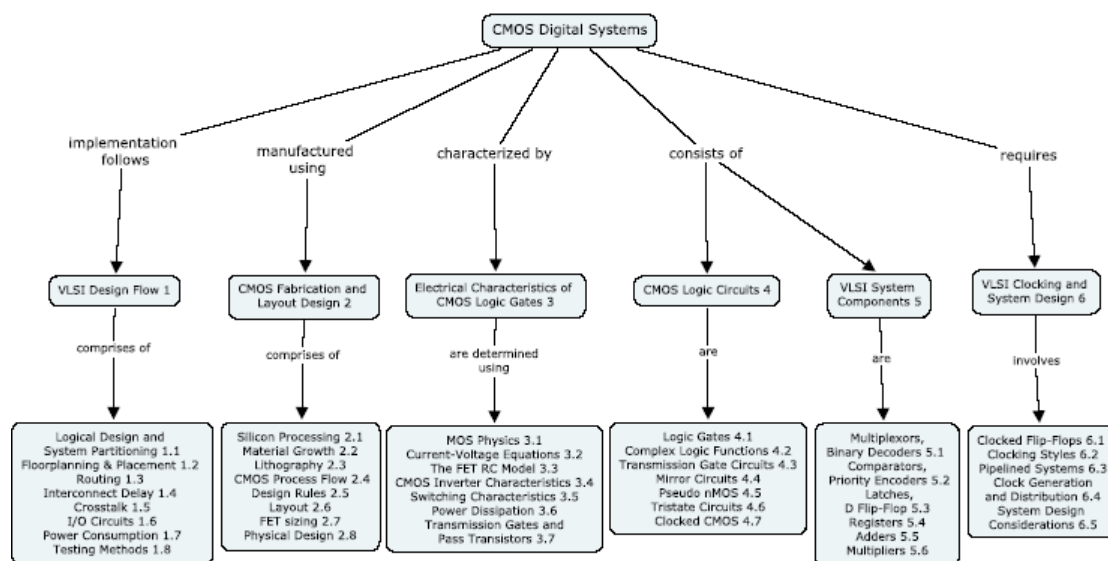 CMOS Digital Systems
implementation
follows
manufactured
using
characterized by
consists of
requires
VLSI Design Flow 1
CMOS Fabrication and
Layout Design 2
Electrical Characteristics of
CMOS Logic Gates 3
CMOS Logic Circuits 4
VLSI System
Components 5
VLSI Clocking and
System Design 6
comprises of
comprises of
are determined
using
are
are
involves
Logical Design and
System Partitioning 1.1
Floorplanning & Placement 1.2
Routing 1.3
Interconnect Delay 1.4
Crosstalk 1.5
I/O Circuits 1.6
Power Consumption 1.7
Testing Methods 1.8
Silicon Processing 2.1
Material Growth 2.2
Lithography 2.3
CMOS Process Flow 2.4
Design Rules 2.5
Layout 2.6
FET sizing 2.7
Physical Design 2.8
MOS Physics 3.1
Current-Voltage Equations 3.2
The FET RC Model 3.3
CMOS Inverter Characteristics 3.4
Switching Characteristics 3.5
Power Dissipation 3.6
Transmission Gates and
Pass Transistors 3.7
Logic Gates 4.1
Complex Logic Functions 4.2
Transmission Gate Circuits 4.3
Mirror Circuits 4.4
Pseudo nMOS 4.5
Tristate Circuits 4.6
Clocked CMOS 4.7
Multiplexors,
Binary Decoders 5.1
Comparators,
Priority Encoders 5.2
Latches,
D Flip-Flop 5.3
Registers 5.4
Adders 5.5
Multipliers 5.6
Clocked Flip-Flops 6.1
Clocking Styles 6.2
Pipelined Systems 6.3
Clock Generation
and Distribution 6.4
System Design
Considerations 6.5